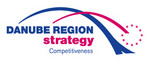 DANUBE REGION
strategy
Competitiveness